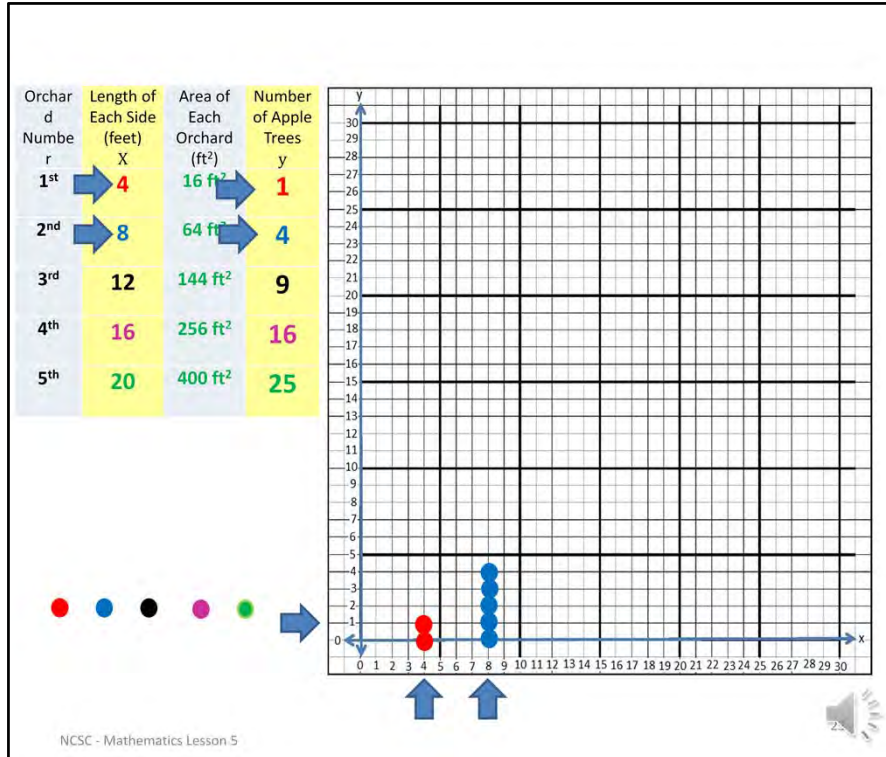 Orchar
d
Numbe
r
Length of
Each Side
(feet)
X
Area of
Each
Orchard
(ft²)
Number
of Apple
Trees
y
1st 4 16 ft² 1
2nd 8 64 ft² 4
3rd 12 144 ft² 9
4th 16 256 ft² 16
5th 20 400 ft² 25
y
30
29
28
27
26
25
24
23
22
21
20
19
18
17
16
15
14
13
12
11
10
9
8
7
6
5
4
3
2
1
0 x
0 1 2 3 4 5 6 7 8 9 10 11 12 13 14 15 16 17 18 19 20 21 22 23 24 25 26 27 28 29 30
NCSC - Mathematics Lesson 5